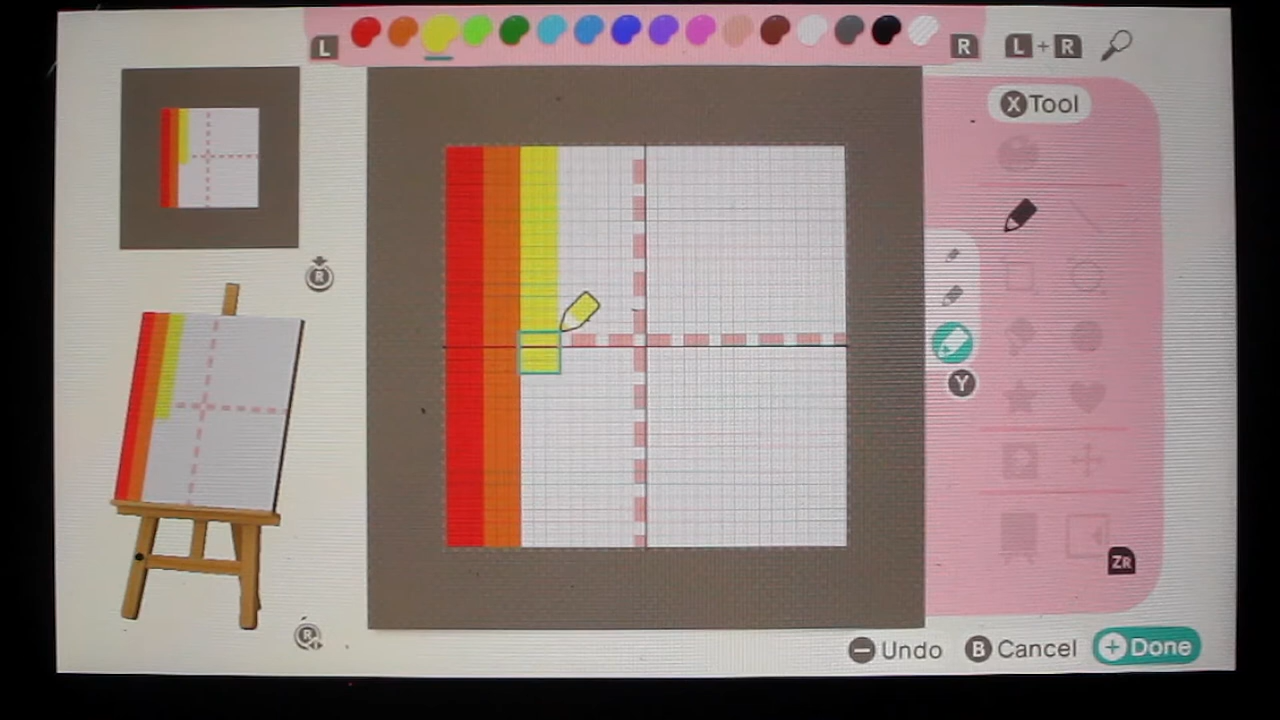 L
R
L + R
X Tool
R
Y
ZR
R
− Undo
B Cancel
+ Done